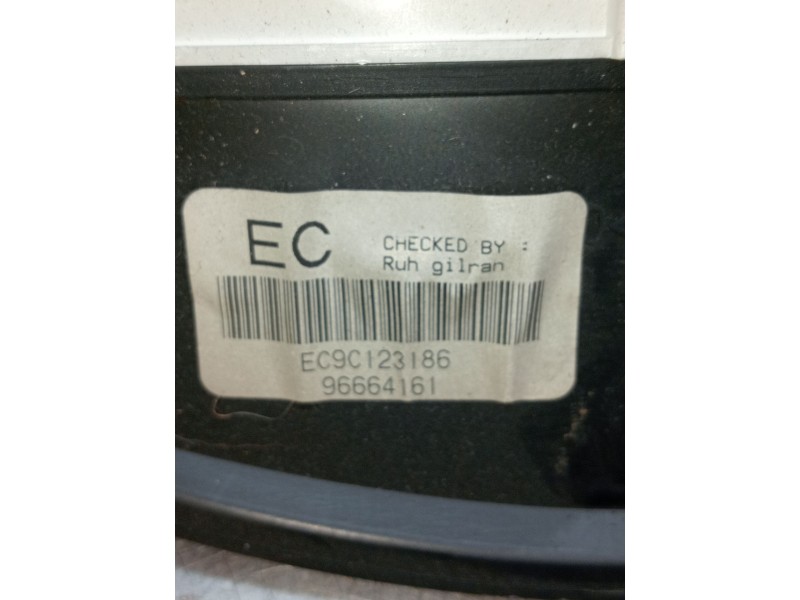 EC
CHECKED BY :
Ruh gilran
EC9C123186
96664161